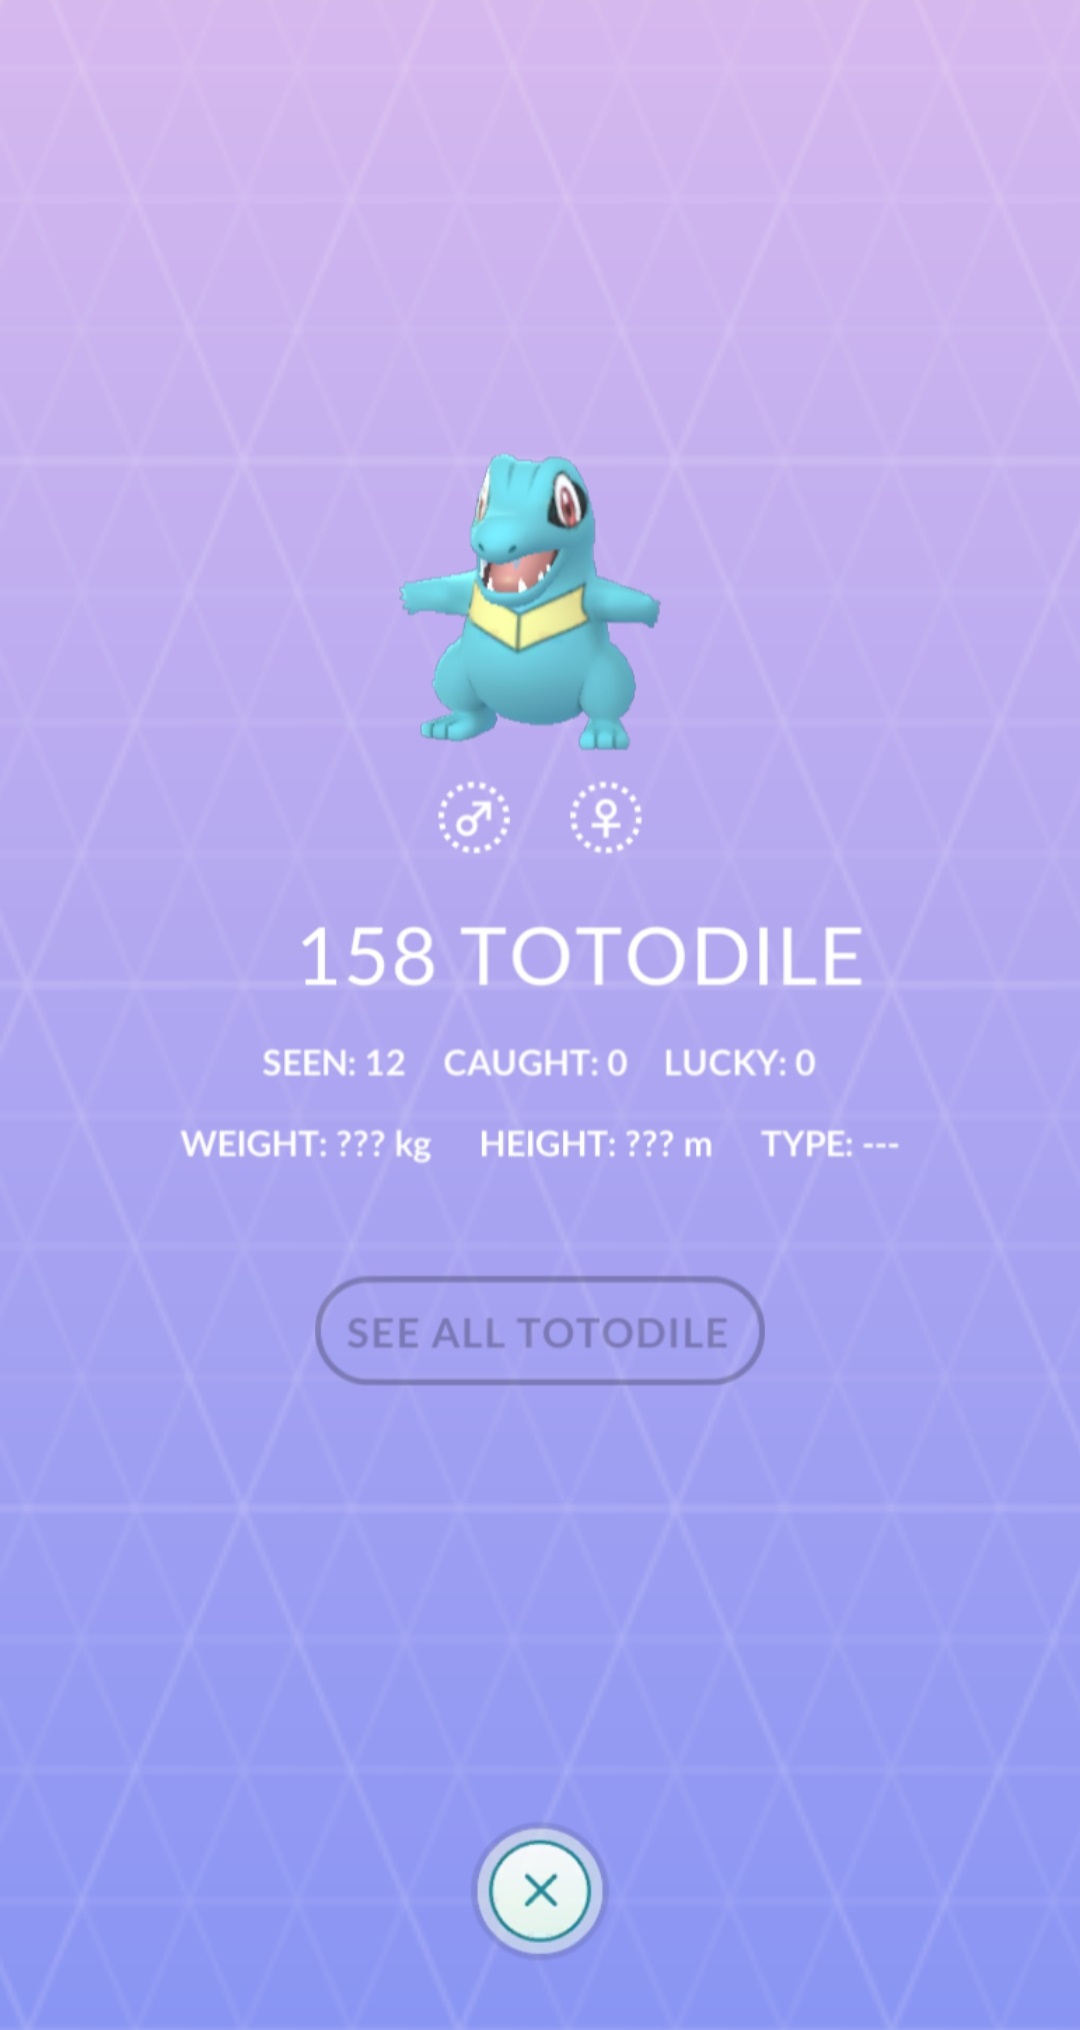 158 TOTODILE
SEEN: 12 CAUGHT: 0 LUCKY: 0
WEIGHT: ??? kg HEIGHT: ??? m TYPE: ---
SEE ALL TOTODILE